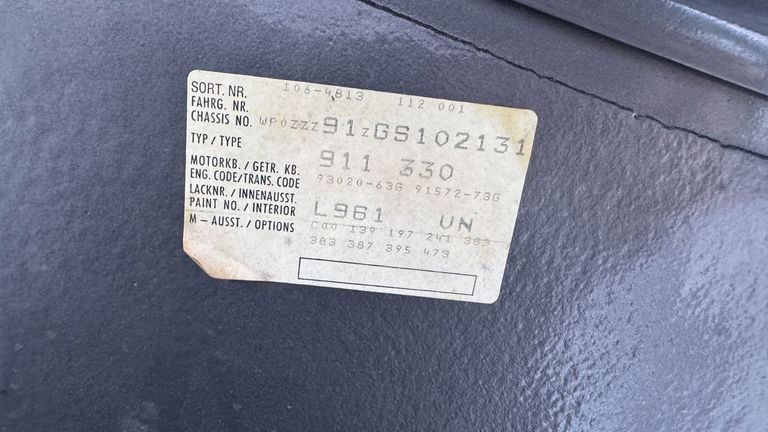 SORT. NR. 106-4813 112 001
FAHRG. NR.
CHASSIS NO. WP0ZZZ91ZGS102131
TYP / TYPE 911 330
MOTORKB. / GETR. KB.
ENG. CODE/TRANS. CODE 93020-63G 91572-73G
LACKNR. / INNENAUSST.
PAINT NO. / INTERIOR L961 VN
M – AUSST. / OPTIONS C00 139 197 241 383
383 387 395 473